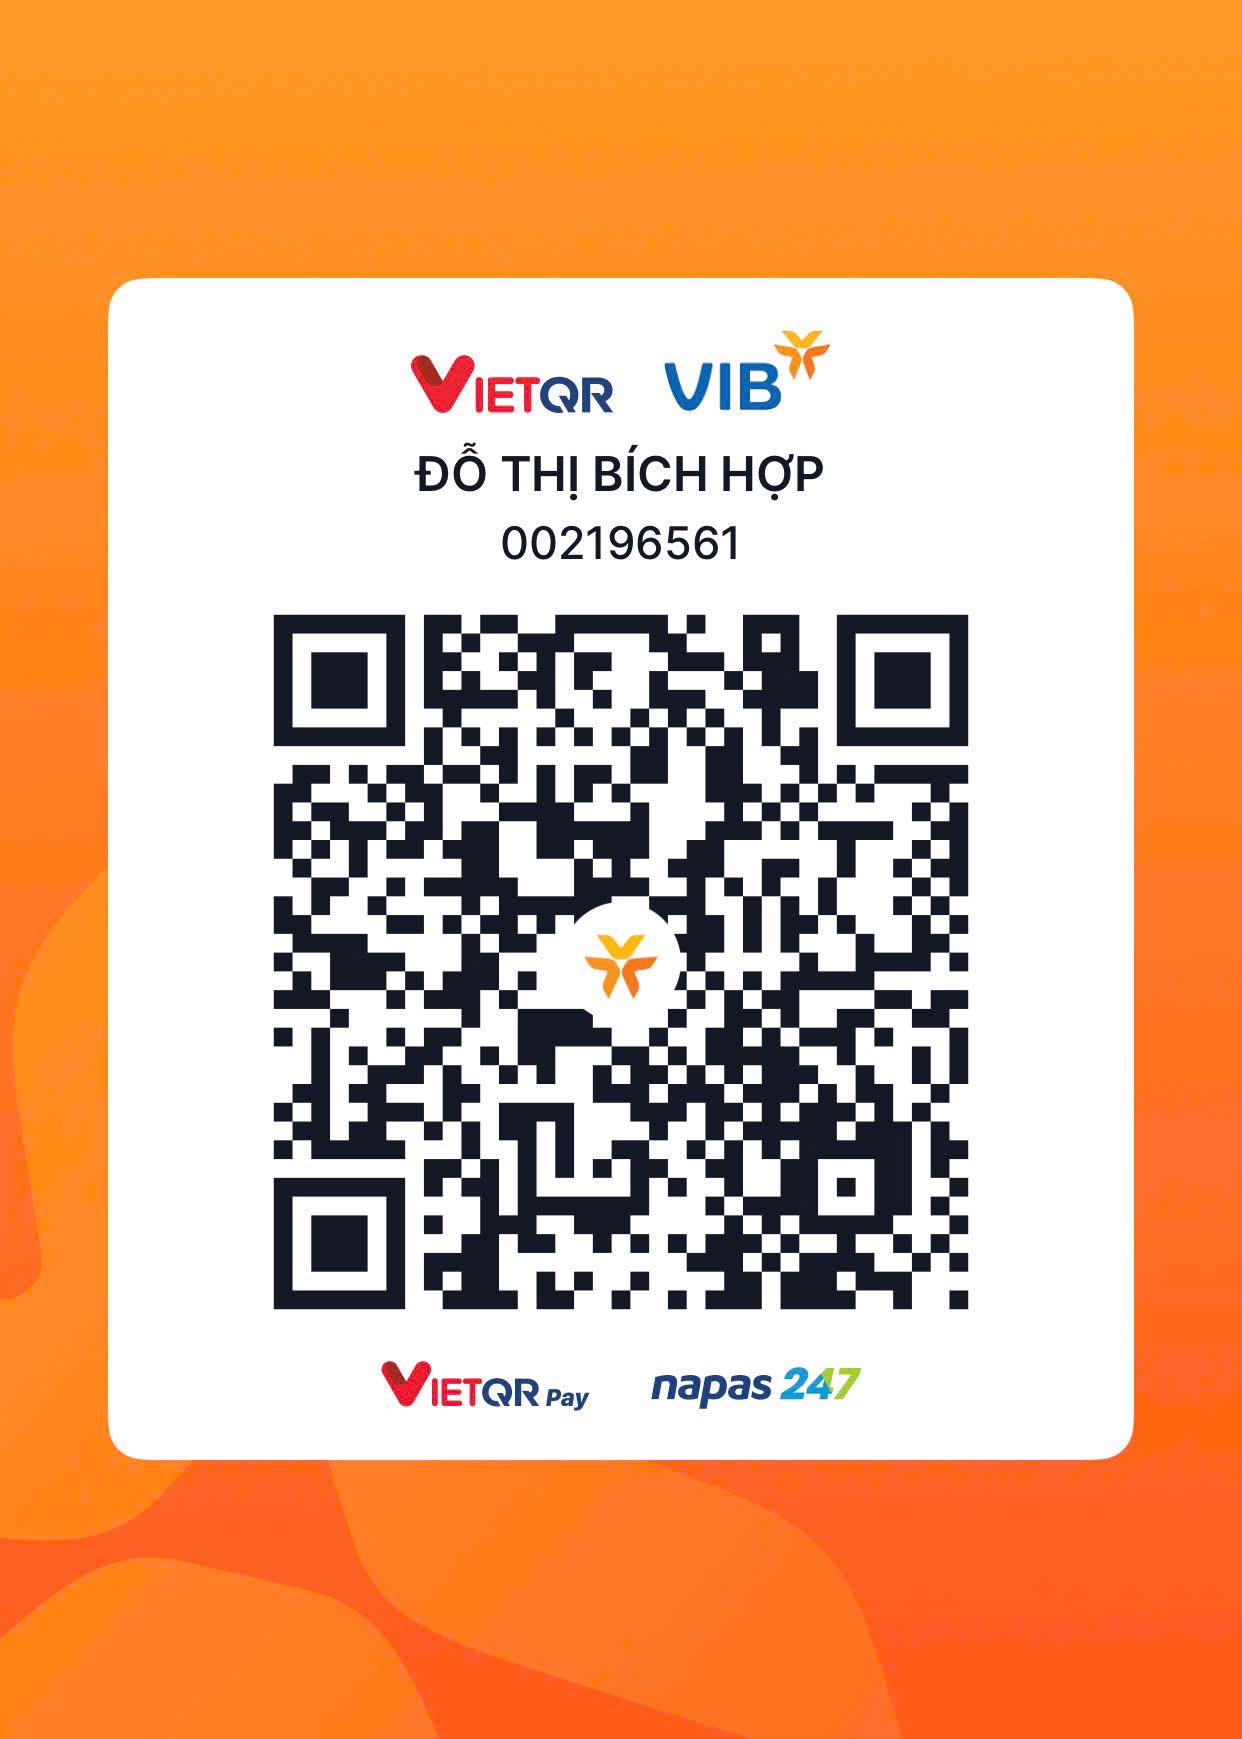 VIETQR VIB
ĐỖ THỊ BÍCH HỢP
002196561
VIETQR Pay napas 247